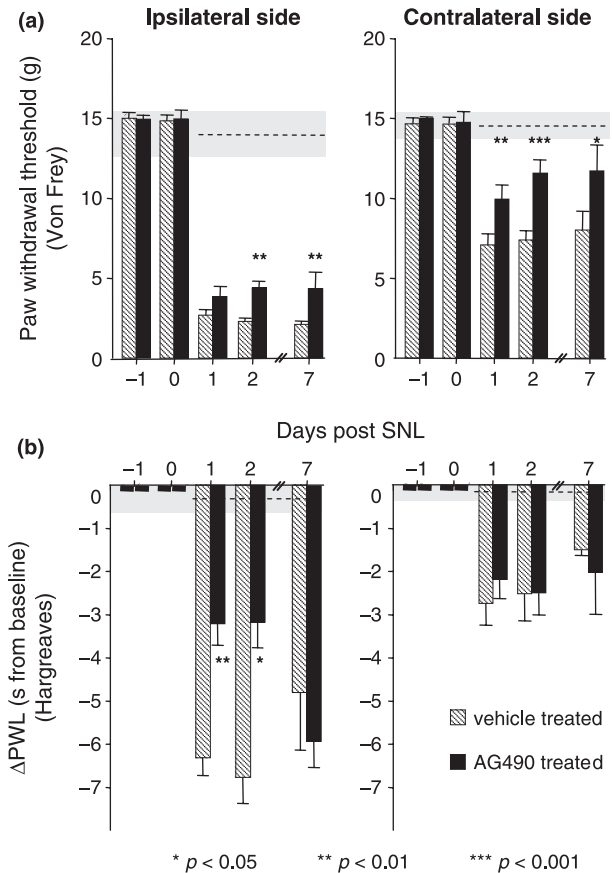 (a)
Ipsilateral side
Contralateral side
Paw withdrawal threshold (g)
(Von Frey)
20
15
10
5
0
** **
–1 0 1 2 // 7
20
15
10
5
0
** *** *
–1 0 1 2 // 7
Days post SNL
(b)
–1 0 1 2 // 7
–1 0 1 2 // 7
ΔPWL (s from baseline)
(Hargreaves)
0
–1
–2
–3
–4
–5
–6
–7
** *
0
–1
–2
–3
–4
–5
–6
–7
vehicle treated
AG490 treated
* p < 0.05 ** p < 0.01 *** p < 0.001